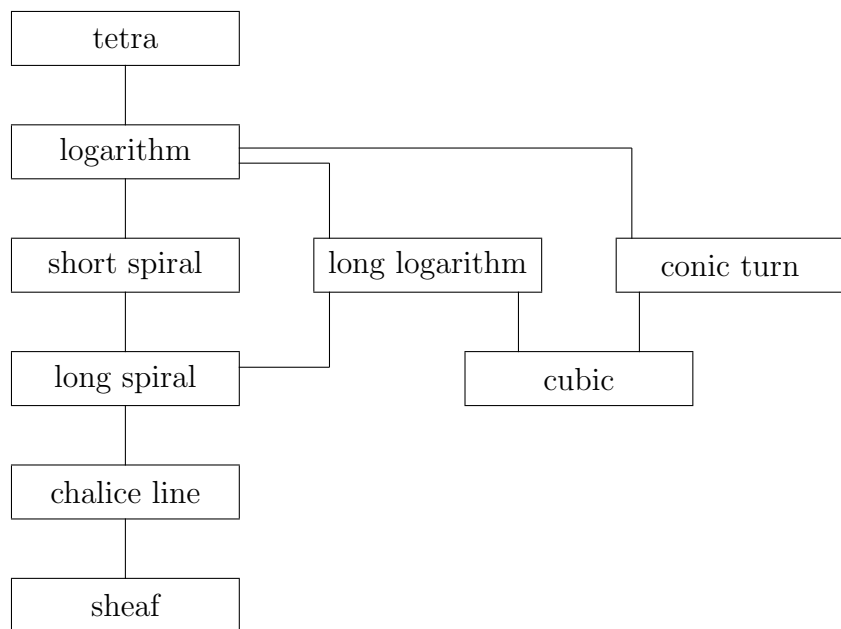 tetra
logarithm
short spiral
long logarithm
conic turn
long spiral
cubic
chalice line
sheaf